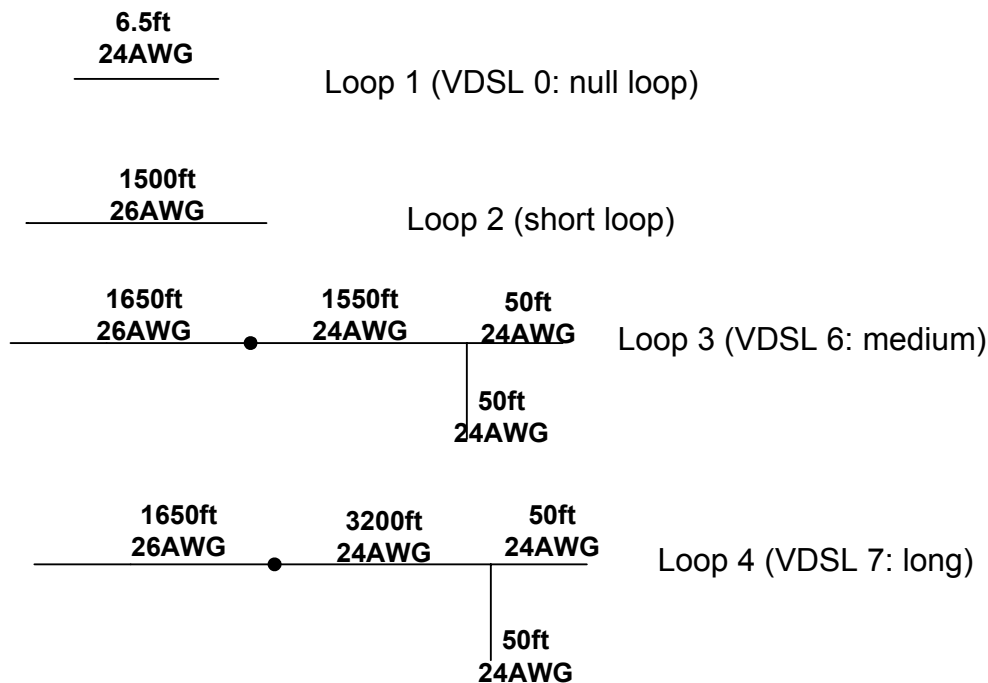 6.5ft
24AWG
Loop 1 (VDSL 0: null loop)
1500ft
26AWG
Loop 2 (short loop)
1650ft
26AWG
1550ft
24AWG
50ft
24AWG
Loop 3 (VDSL 6: medium)
50ft
24AWG
1650ft
26AWG
3200ft
24AWG
50ft
24AWG
Loop 4 (VDSL 7: long)
50ft
24AWG